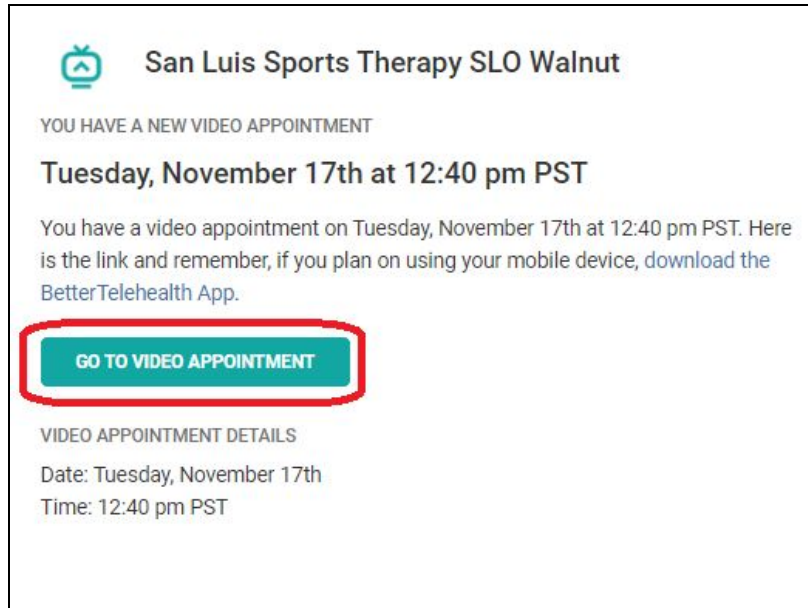 San Luis Sports Therapy SLO Walnut
YOU HAVE A NEW VIDEO APPOINTMENT
Tuesday, November 17th at 12:40 pm PST
You have a video appointment on Tuesday, November 17th at 12:40 pm PST. Here
is the link and remember, if you plan on using your mobile device, download the
BetterTelehealth App.
GO TO VIDEO APPOINTMENT
VIDEO APPOINTMENT DETAILS
Date: Tuesday, November 17th
Time: 12:40 pm PST